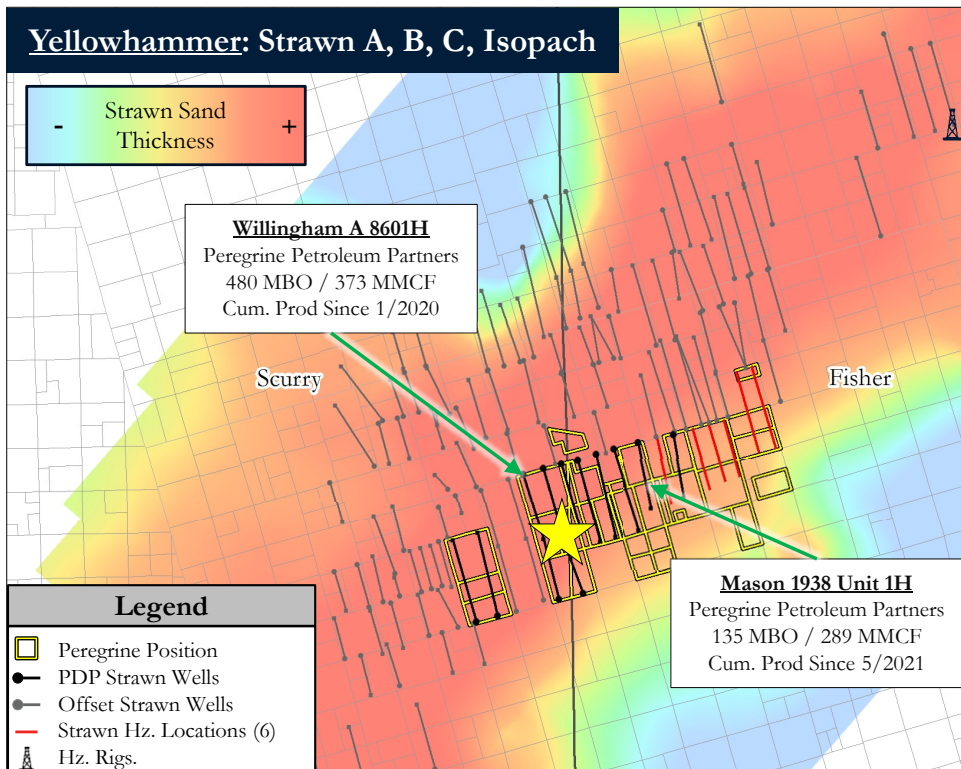 Yellowhammer: Strawn A, B, C, Isopach
Strawn Sand
- +
Thickness
Willingham A 8601H
Peregrine Petroleum Partners
480 MBO / 373 MMCF
Cum. Prod Since 1/2020
Scurry
Fisher
Mason 1938 Unit 1H
Peregrine Petroleum Partners
135 MBO / 289 MMCF
Cum. Prod Since 5/2021
Legend
Peregrine Position
PDP Strawn Wells
Offset Strawn Wells
Strawn Hz. Locations (6)
Hz. Rigs.